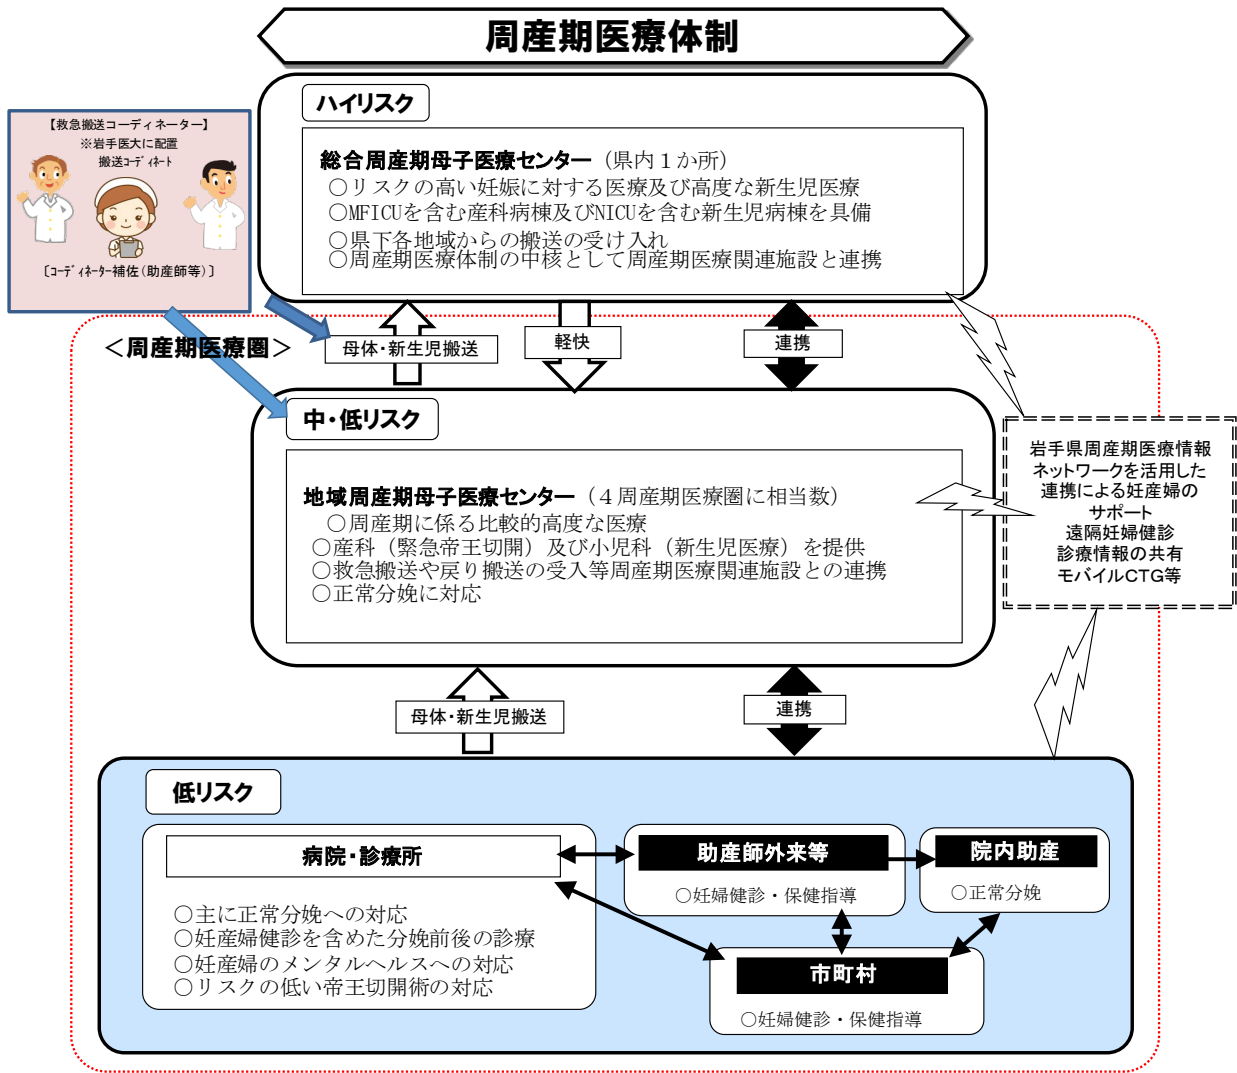 周産期医療体制
ハイリスク
【救急搬送コーディネーター】
※岩手医大に配置
搬送ｺｰﾃﾞｨﾈｰﾄ
〔ｺｰﾃﾞｨﾈｰﾀｰ補佐(助産師等)〕
総合周産期母子医療センター（県内１か所）
○リスクの高い妊娠に対する医療及び高度な新生児医療
○MFICUを含む産科病棟及びNICUを含む新生児病棟を具備
○県下各地域からの搬送の受け入れ
○周産期医療体制の中核として周産期医療関連施設と連携
＜周産期医療圏＞
母体・新生児搬送
軽快
連携
中・低リスク
地域周産期母子医療センター（４周産期医療圏に相当数）
○周産期に係る比較的高度な医療
○産科（緊急帝王切開）及び小児科（新生児医療）を提供
○救急搬送や戻り搬送の受入等周産期医療関連施設との連携
○正常分娩に対応
岩手県周産期医療情報
ネットワークを活用した
連携による妊産婦の
サポート
遠隔妊婦健診
診療情報の共有
モバイルCTG等
母体・新生児搬送
連携
低リスク
病院・診療所
○主に正常分娩への対応
○妊産婦健診を含めた分娩前後の診療
○妊産婦のメンタルヘルスへの対応
○リスクの低い帝王切開術の対応
助産師外来等
○妊婦健診・保健指導
院内助産
○正常分娩
市町村
○妊婦健診・保健指導